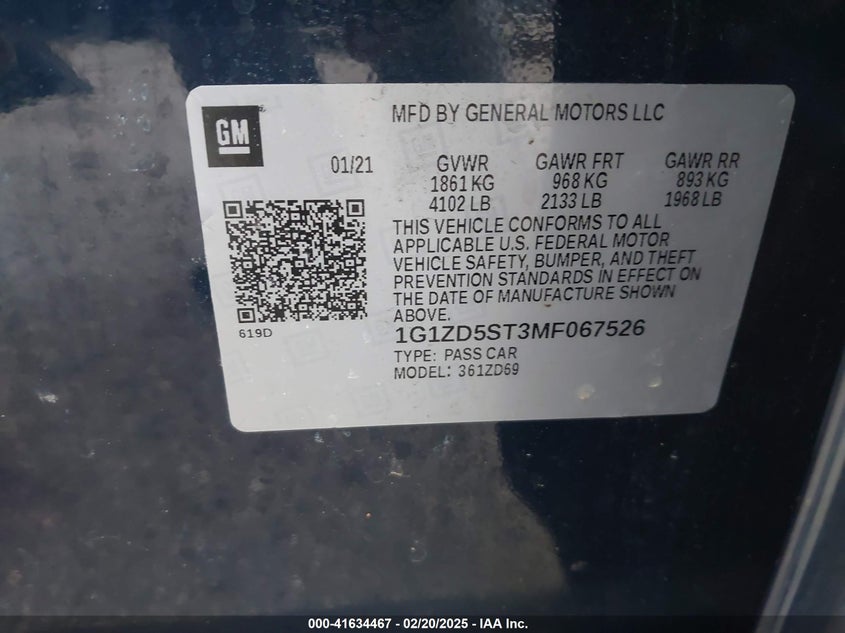 GM
MFD BY GENERAL MOTORS LLC
01/21 GVWR GAWR FRT GAWR RR
1861 KG 968 KG 893 KG
4102 LB 2133 LB 1968 LB
THIS VEHICLE CONFORMS TO ALL
APPLICABLE U.S. FEDERAL MOTOR
VEHICLE SAFETY, BUMPER, AND THEFT
PREVENTION STANDARDS IN EFFECT ON
THE DATE OF MANUFACTURE SHOWN
ABOVE.
619D
1G1ZD5ST3MF067526
TYPE: PASS CAR
MODEL: 361ZD69
000-41634467 - 02/20/2025 - IAA Inc.